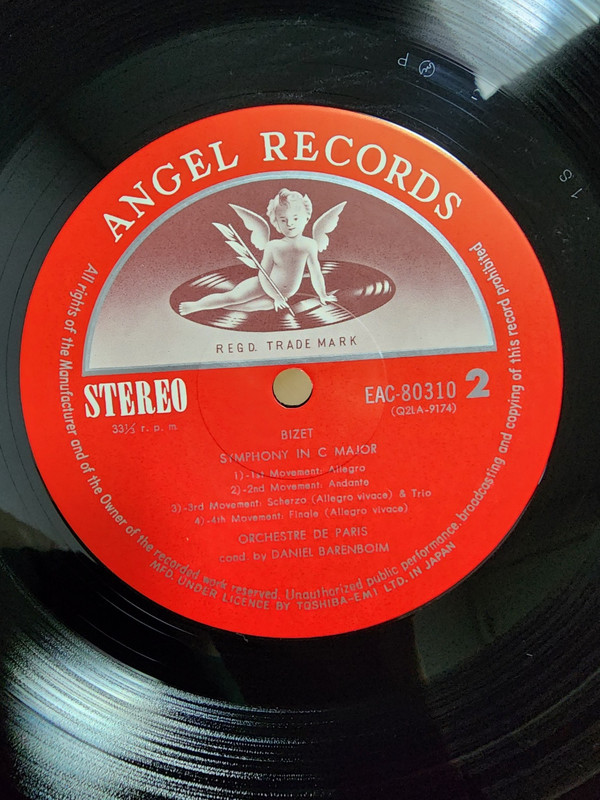 ANGEL RECORDS
REGD. TRADE MARK
STEREO
33⅓ r. p. m.
EAC-80310 2
(Q2LA-9174)
BIZET
SYMPHONY IN C MAJOR
1)-1st Movement: Allegro
2)-2nd Movement: Andante
3)-3rd Movement: Scherzo (Allegro vivace) & Trio
4)-4th Movement: Finale (Allegro vivace)
ORCHESTRE DE PARIS
cond. by DANIEL BARENBOIM
All rights of the Manufacturer and of the Owner of the recorded work reserved. Unauthorized public performance, broadcasting and copying of this record prohibited
MFD. UNDER LICENCE BY TOSHIBA-EMI LTD. IN JAPAN
1 S